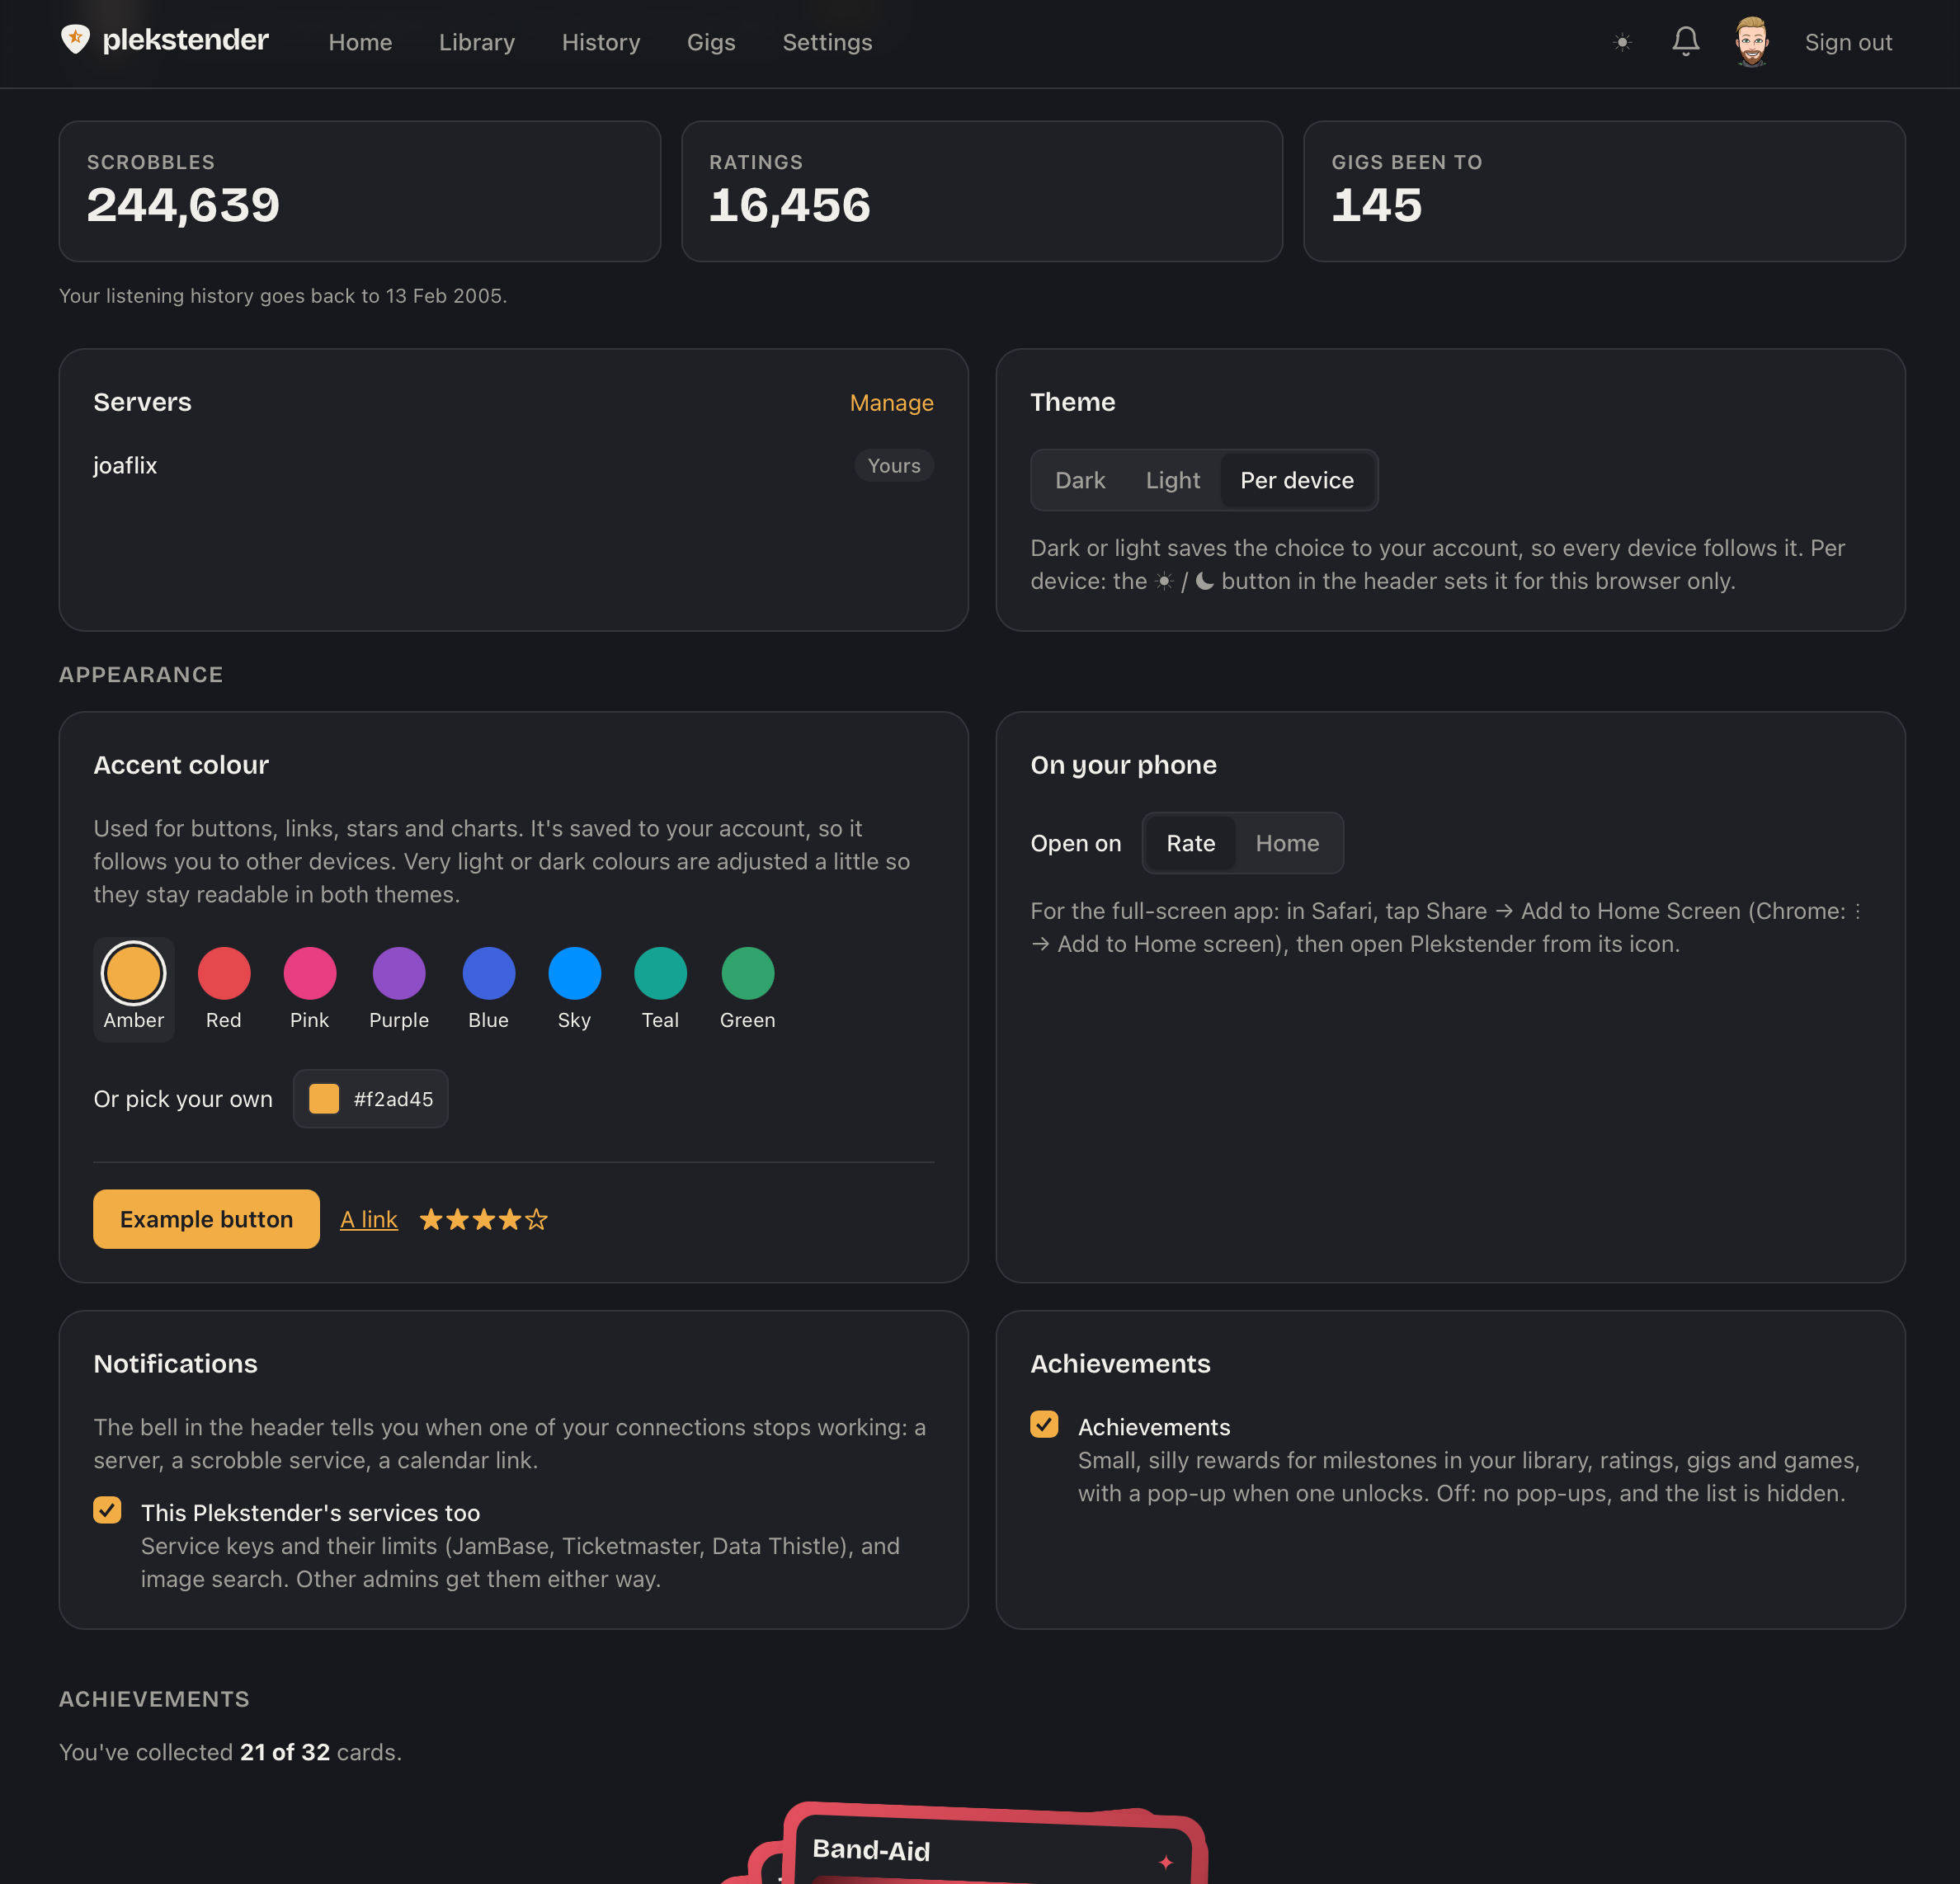 plekstender Home Library History Gigs Settings Sign out
SCROBBLES
244,639
RATINGS
16,456
GIGS BEEN TO
145
Your listening history goes back to 13 Feb 2005.
Servers Manage
joaflix Yours
Theme
Dark Light Per device
Dark or light saves the choice to your account, so every device follows it. Per
device: the ☀ / ☾ button in the header sets it for this browser only.
APPEARANCE
Accent colour
Used for buttons, links, stars and charts. It's saved to your account, so it
follows you to other devices. Very light or dark colours are adjusted a little so
they stay readable in both themes.
Amber Red Pink Purple Blue Sky Teal Green
Or pick your own #f2ad45
Example button A link ★★★★☆
On your phone
Open on Rate Home
For the full-screen app: in Safari, tap Share → Add to Home Screen (Chrome: ⋮
→ Add to Home screen), then open Plekstender from its icon.
Notifications
The bell in the header tells you when one of your connections stops working: a
server, a scrobble service, a calendar link.
This Plekstender's services too
Service keys and their limits (JamBase, Ticketmaster, Data Thistle), and
image search. Other admins get them either way.
Achievements
Achievements
Small, silly rewards for milestones in your library, ratings, gigs and games,
with a pop-up when one unlocks. Off: no pop-ups, and the list is hidden.
ACHIEVEMENTS
You've collected 21 of 32 cards.
Band-Aid